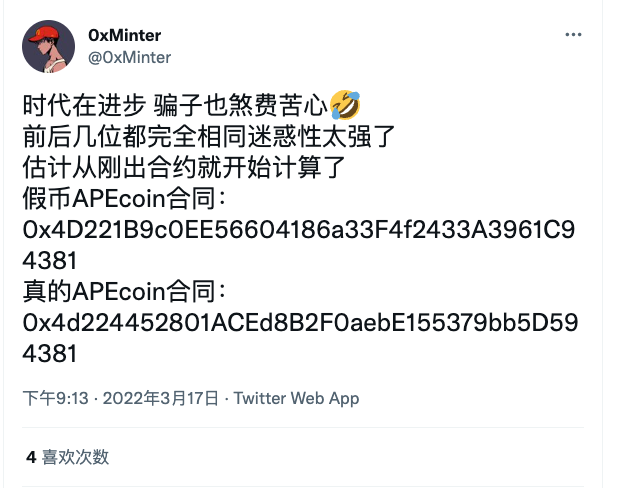 0xMinter
@0xMinter
时代在进步 骗子也煞费苦心🤣
前后几位都完全相同迷惑性太强了
估计从刚出合约就开始计算了
假币APEcoin合同：
0x4D221B9c0EE56604186a33F4f2433A3961C9
4381
真的APEcoin合同：
0x4d224452801ACEd8B2F0aebE155379bb5D59
4381
下午9:13 · 2022年3月17日 · Twitter Web App
4 喜欢次数